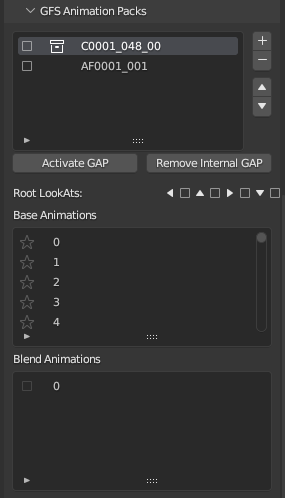 GFS Animation Packs
C0001_048_00
AF0001_001
Activate GAP Remove Internal GAP
Root LookAts:
Base Animations
0
1
2
3
4
Blend Animations
0